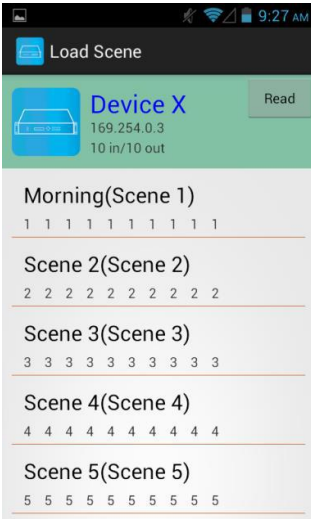 9:27 AM
Load Scene
Device X
Read
169.254.0.3
10 in/10 out
Morning(Scene 1)
1 1 1 1 1 1 1 1 1 1
Scene 2(Scene 2)
2 2 2 2 2 2 2 2 2 2
Scene 3(Scene 3)
3 3 3 3 3 3 3 3 3 3
Scene 4(Scene 4)
4 4 4 4 4 4 4 4 4 4
Scene 5(Scene 5)
5 5 5 5 5 5 5 5 5 5